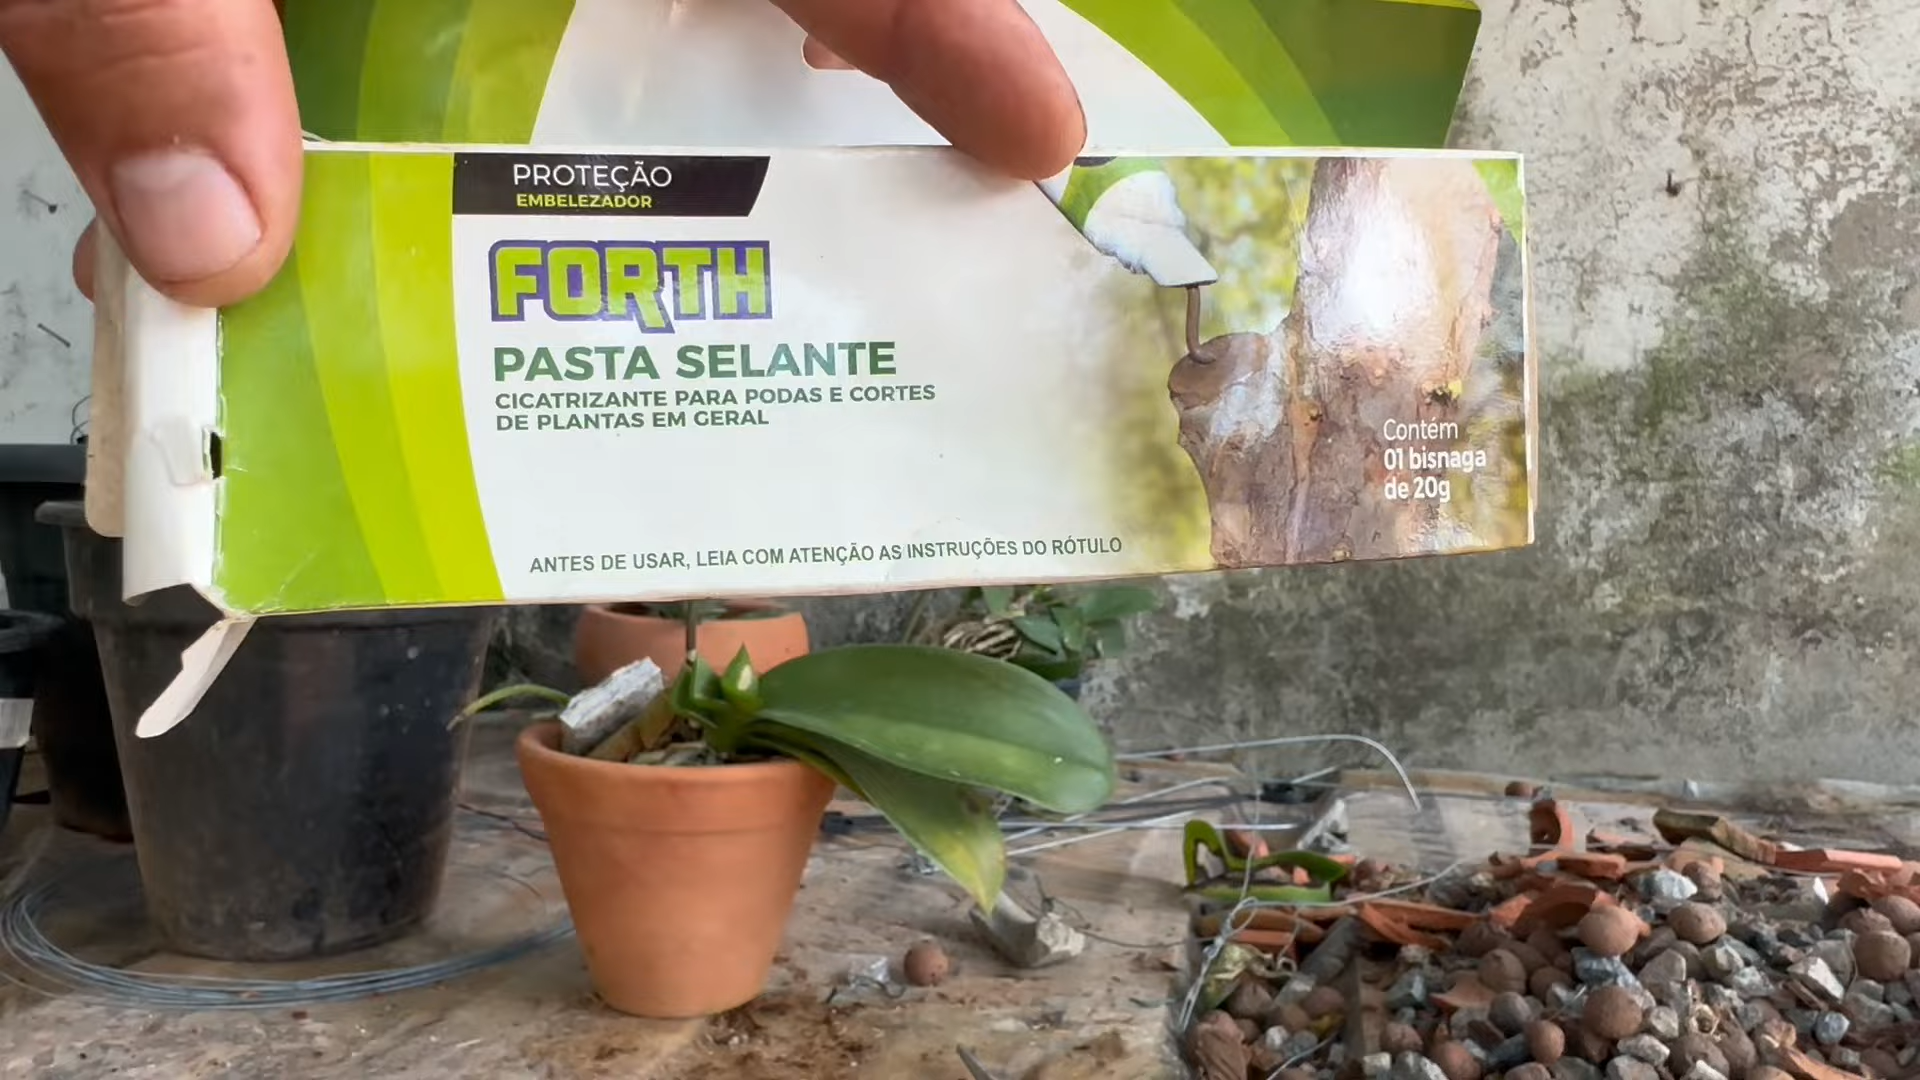 PROTEÇÃO
EMBELEZADOR
FORTH
PASTA SELANTE
CICATRIZANTE PARA PODAS E CORTES
DE PLANTAS EM GERAL
Contém
01 bisnaga
de 20g
ANTES DE USAR, LEIA COM ATENÇÃO AS INSTRUÇÕES DO RÓTULO